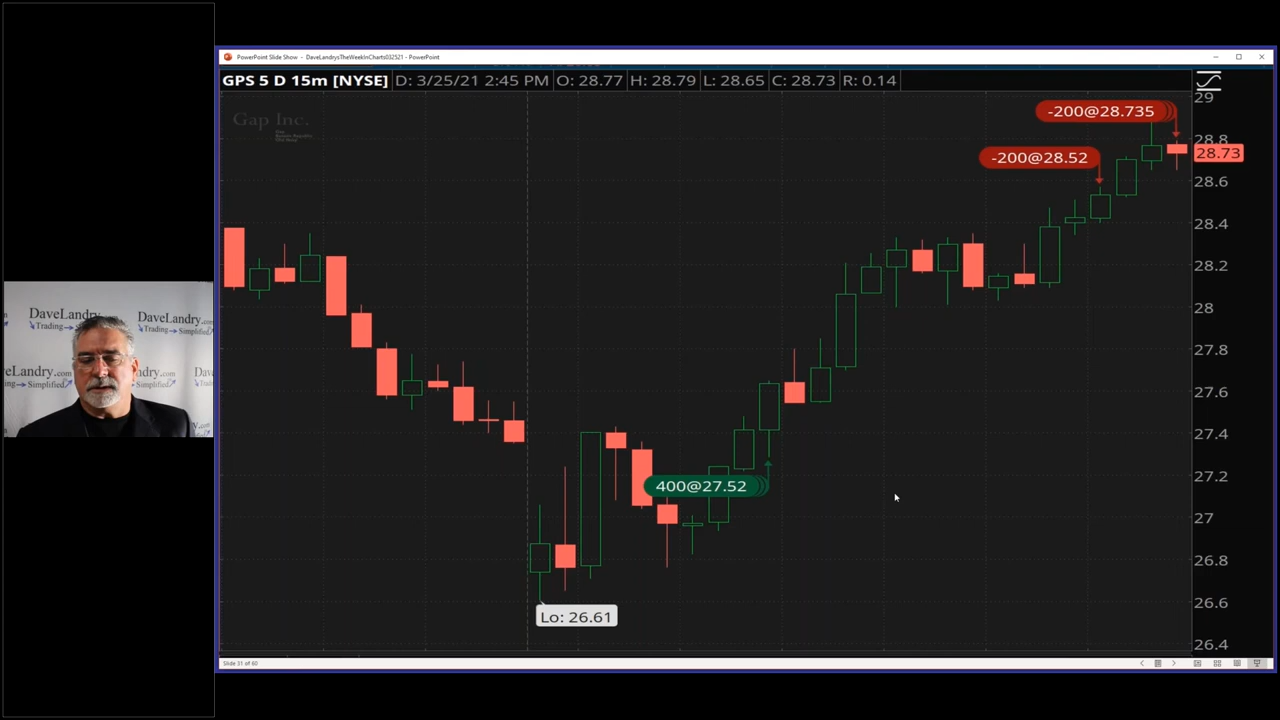 PowerPoint Slide Show - DaveLandrysTheWeekInCharts032521 - PowerPoint
GPS 5 D 15m [NYSE] D: 3/25/21 2:45 PM O: 28.77 H: 28.79 L: 28.65 C: 28.73 R: 0.14
Gap Inc.
29
-200@28.735
28.8
28.73
-200@28.52
28.6
28.4
28.2
28
27.8
27.6
27.4
27.2
400@27.52
27
26.8
26.6
Lo: 26.61
26.4
DaveLandry.com
Trading Simplified
DaveLandry.com
Trading Simplified
eLandry.com
Simplified
DaveLandry.com
Slide 31 of 60